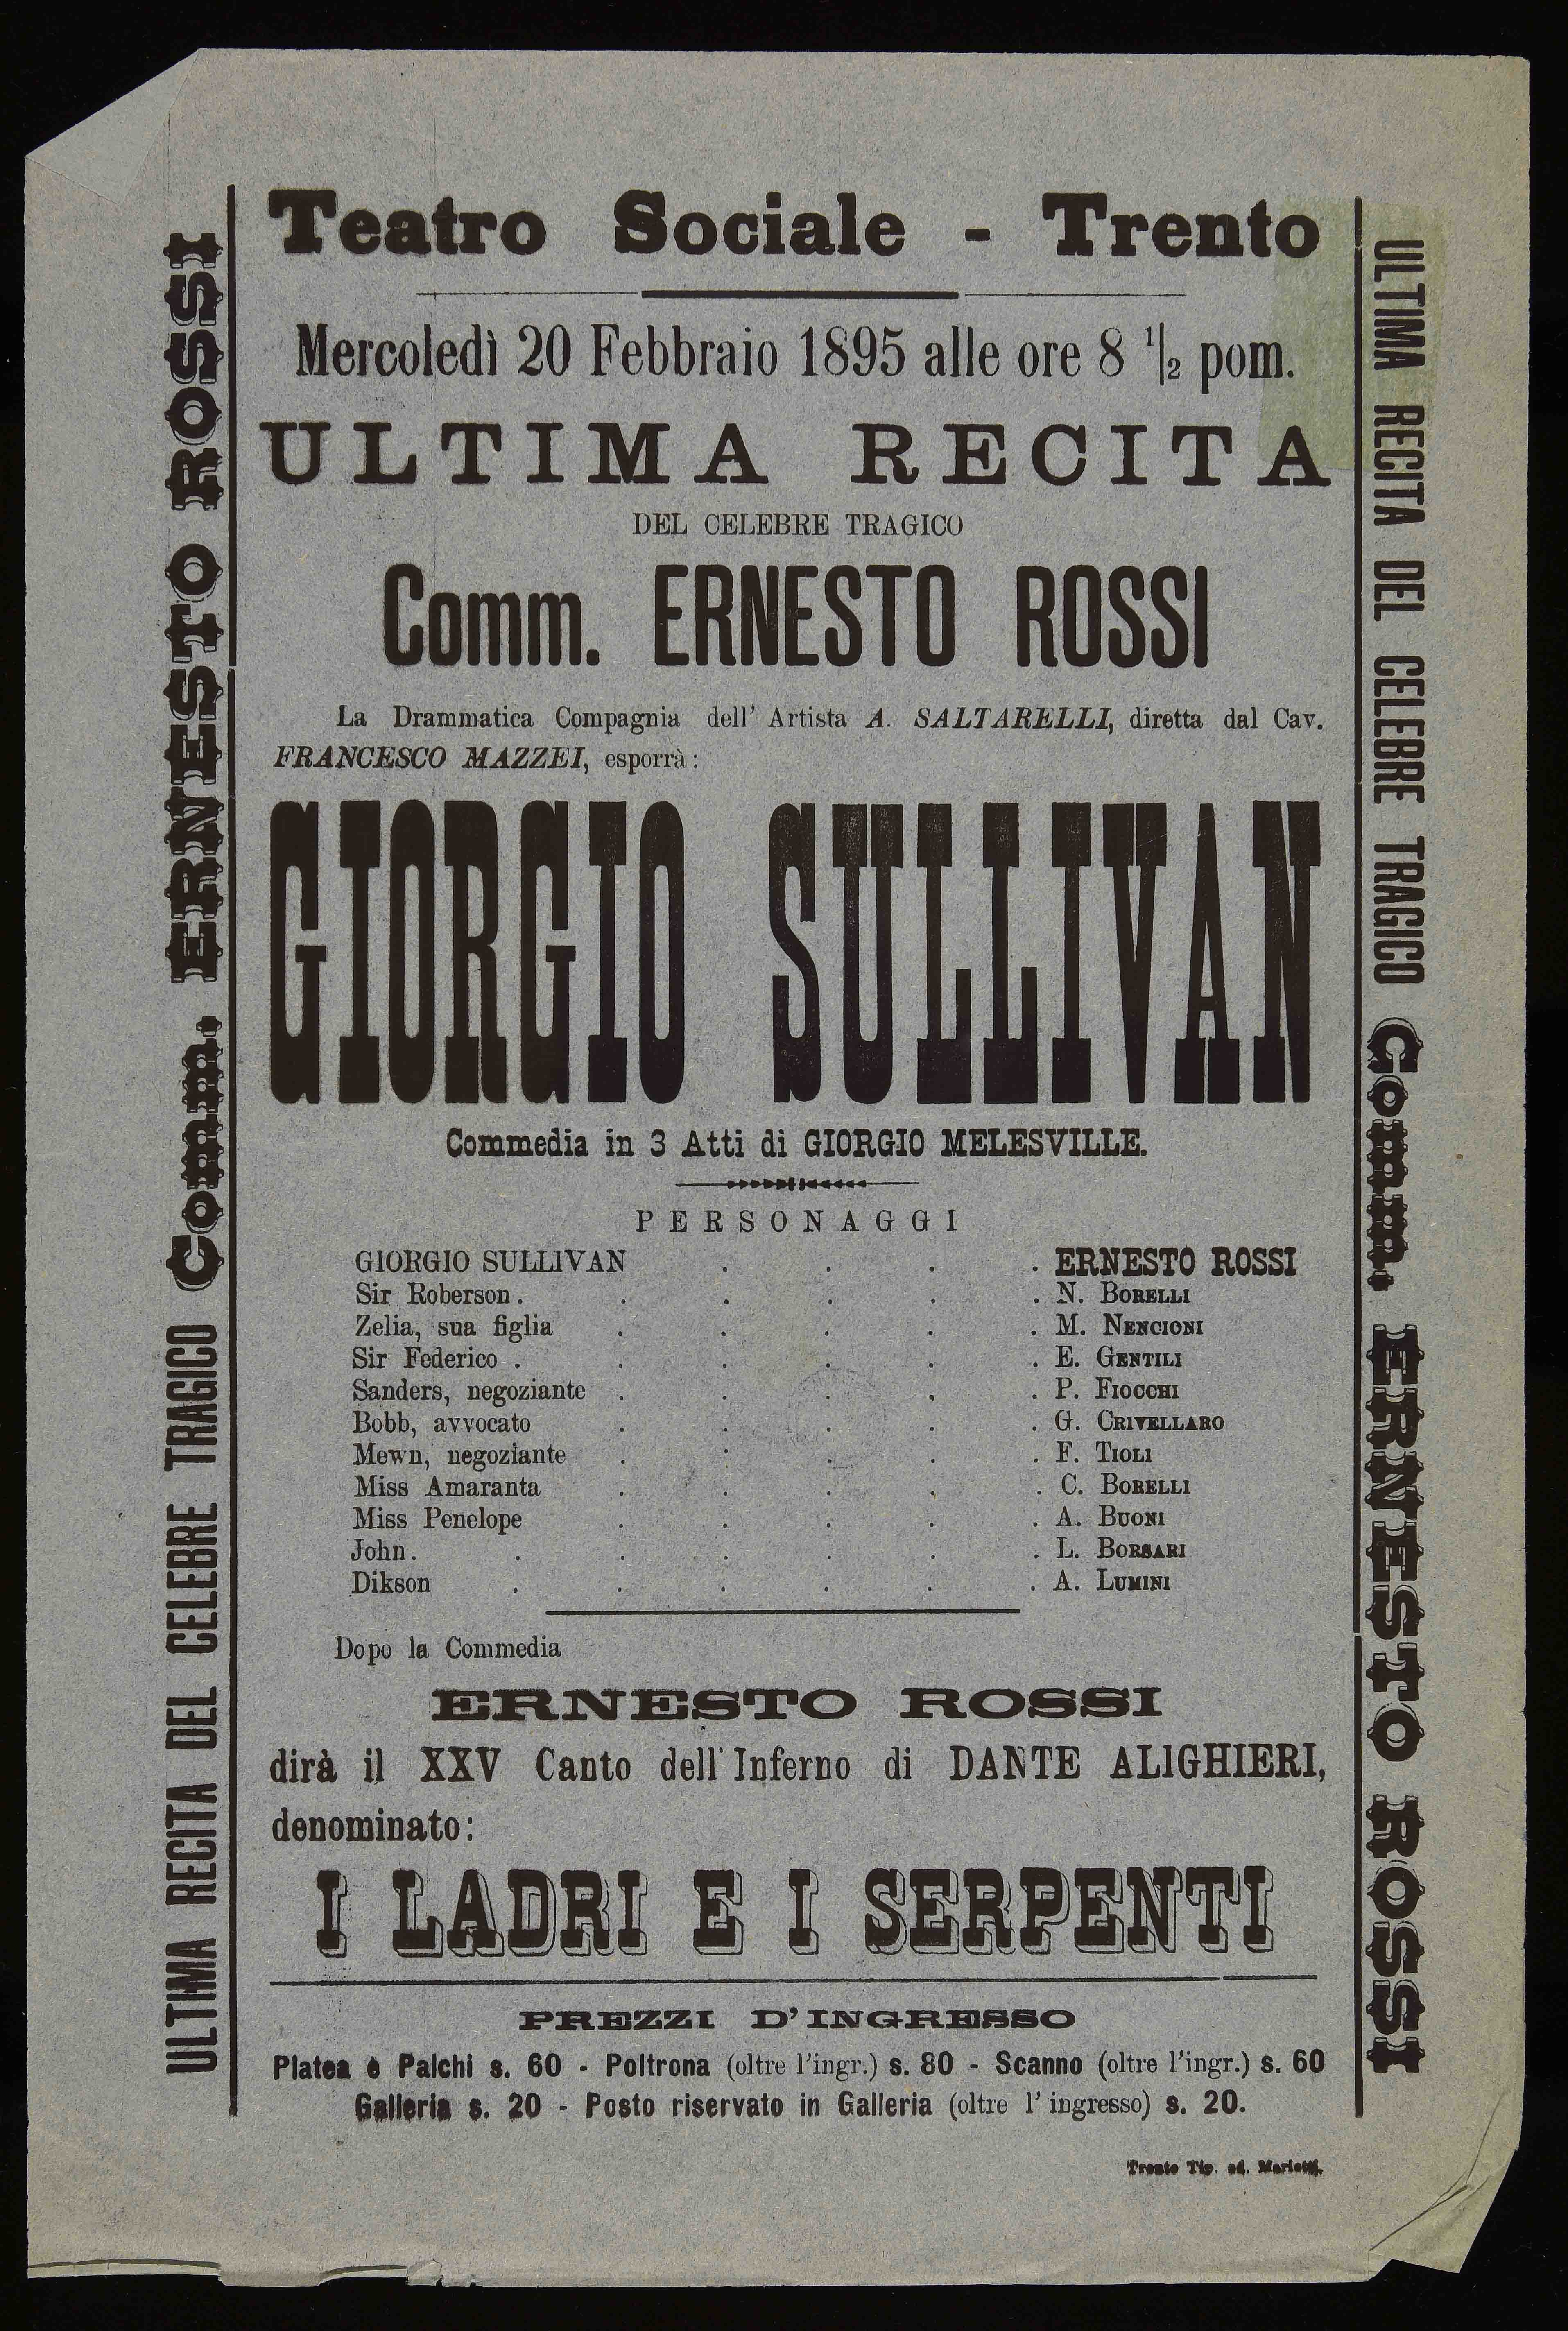 Teatro Sociale - Trento
Mercoledì 20 Febbraio 1895 alle ore 8 1/2 pom.
ULTIMA RECITA
DEL CELEBRE TRAGICO
Comm. ERNESTO ROSSI
La Drammatica Compagnia dell' Artista A. SALTARELLI, diretta dal Cav.
FRANCESCO MAZZEI, esporrà:
GIORGIO SULLIVAN
Commedia in 3 Atti di GIORGIO MELESVILLE.
PERSONAGGI
GIORGIO SULLIVAN . . . . ERNESTO ROSSI
Sir Roberson . . . . . . N. BORELLI
Zelia, sua figlia . . . . . M. NENCIONI
Sir Federico . . . . . . E. GENTILI
Sanders, negoziante . . . . . P. FIOCCHI
Bobb, avvocato . . . . . G. CRIVELLARO
Mewn, negoziante . . . . . F. TIOLI
Miss Amaranta . . . . . C. BORELLI
Miss Penelope . . . . . A. BUONI
John . . . . . . . L. BORSARI
Dikson . . . . . . A. LUMINI
Dopo la Commedia
ERNESTO ROSSI
dirà il XXV Canto dell' Inferno di DANTE ALIGHIERI,
denominato:
I LADRI E I SERPENTI
PREZZI D'INGRESSO
Platea e Palchi s. 60 - Poltrona (oltre l'ingr.) s. 80 - Scanno (oltre l'ingr.) s. 60
Galleria s. 20 - Posto riservato in Galleria (oltre l' ingresso) s. 20.
Trento Tip. ed. Marietti.
ULTIMA RECITA DEL CELEBRE TRAGICO Comm. ERNESTO ROSSI
ULTIMA RECITA DEL CELEBRE TRAGICO Comm. ERNESTO ROSSI